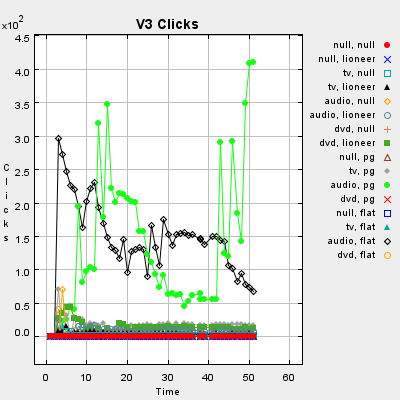 V3 Clicks
x10²
4.5
4.0
3.5
3.0
2.5
2.0
1.5
1.0
0.5
0.0
Clicks
0 10 20 30 40 50 60
Time
null, null
null, lioneer
tv, null
tv, lioneer
audio, null
audio, lioneer
dvd, null
dvd, lioneer
null, pg
tv, pg
audio, pg
dvd, pg
null, flat
tv, flat
audio, flat
dvd, flat